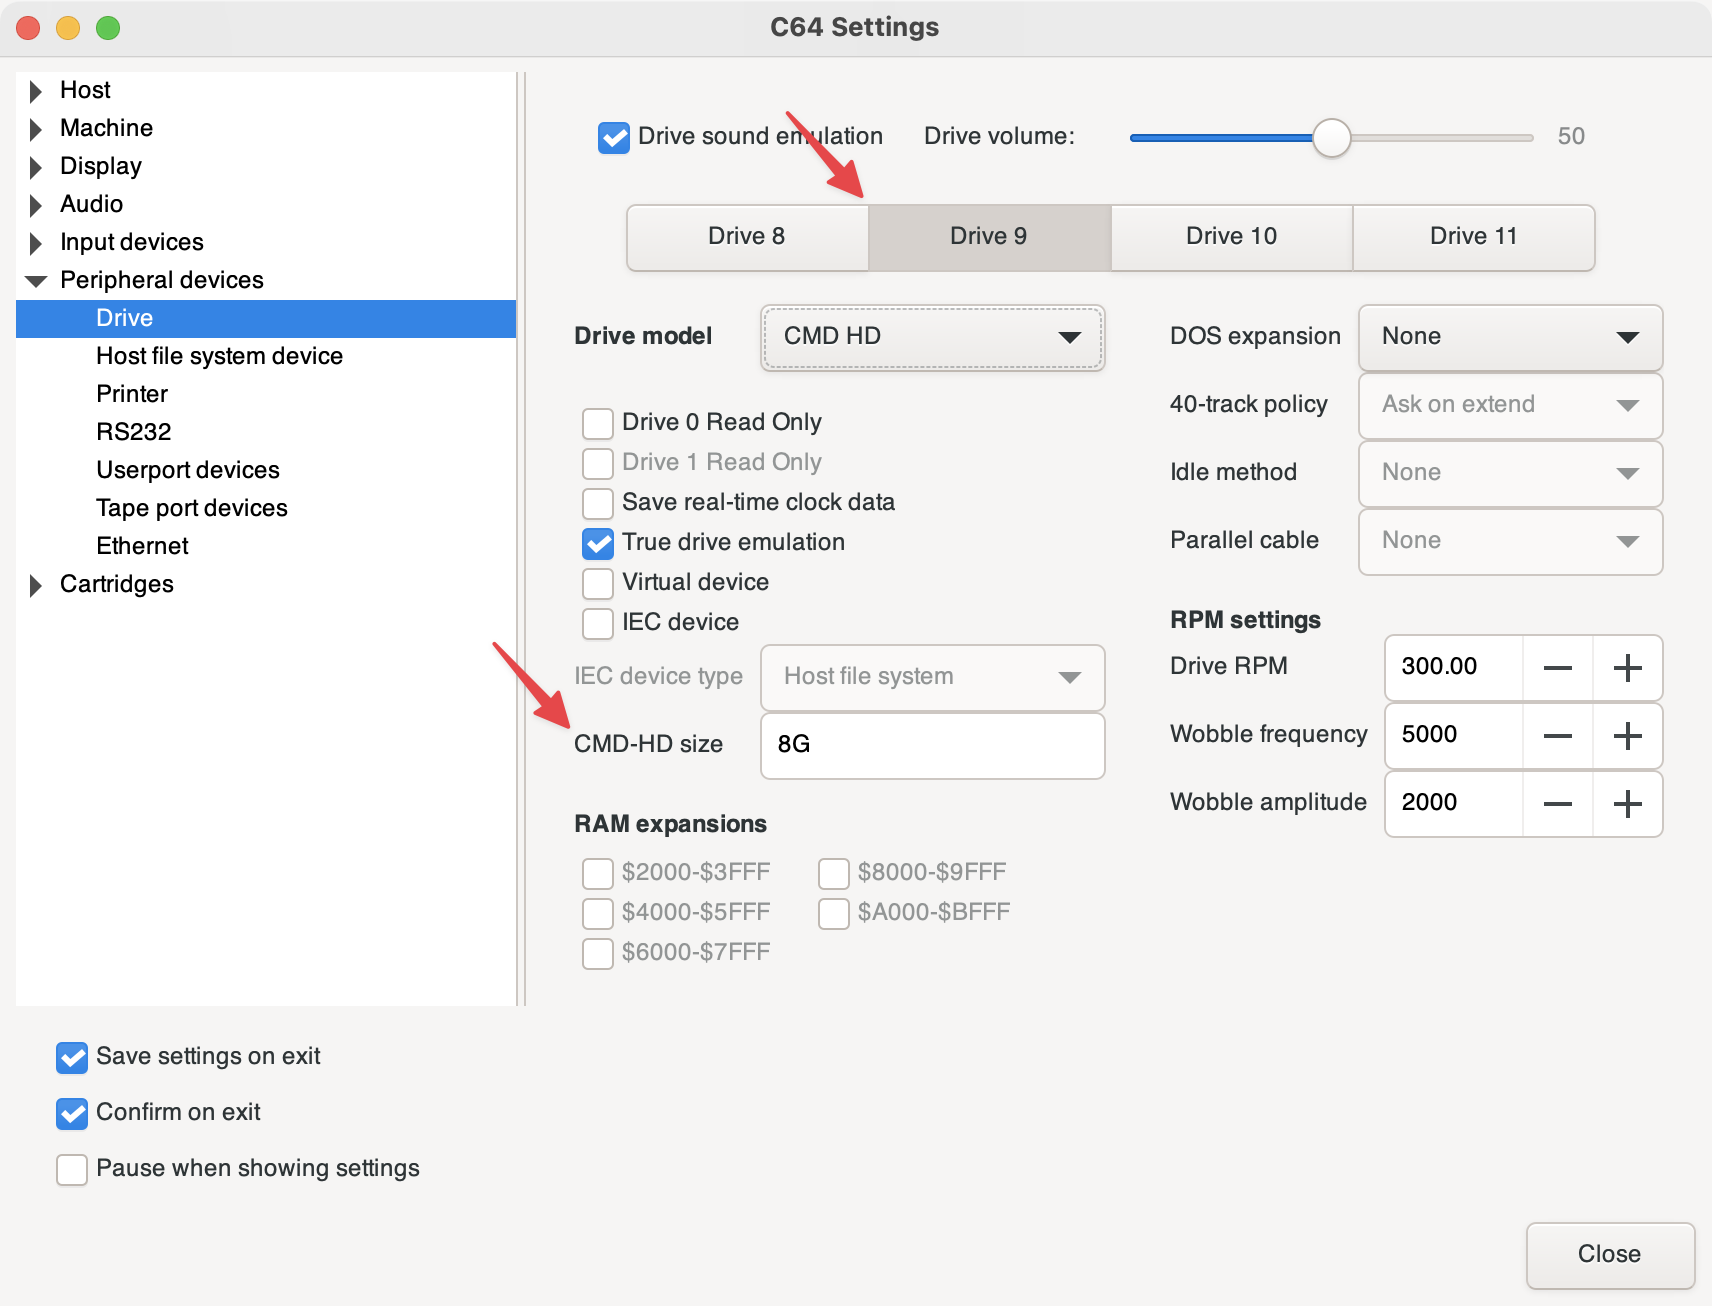 C64 Settings
Host
Machine
Display
Audio
Input devices
Peripheral devices
Drive
Host file system device
Printer
RS232
Userport devices
Tape port devices
Ethernet
Cartridges
Drive sound emulation
Drive volume:
50
Drive 8
Drive 9
Drive 10
Drive 11
Drive model
CMD HD
Drive 0 Read Only
Drive 1 Read Only
Save real-time clock data
True drive emulation
Virtual device
IEC device
IEC device type
Host file system
CMD-HD size
8G
RAM expansions
$2000-$3FFF
$8000-$9FFF
$4000-$5FFF
$A000-$BFFF
$6000-$7FFF
DOS expansion
None
40-track policy
Ask on extend
Idle method
None
Parallel cable
None
RPM settings
Drive RPM
300.00
Wobble frequency
5000
Wobble amplitude
2000
Save settings on exit
Confirm on exit
Pause when showing settings
Close